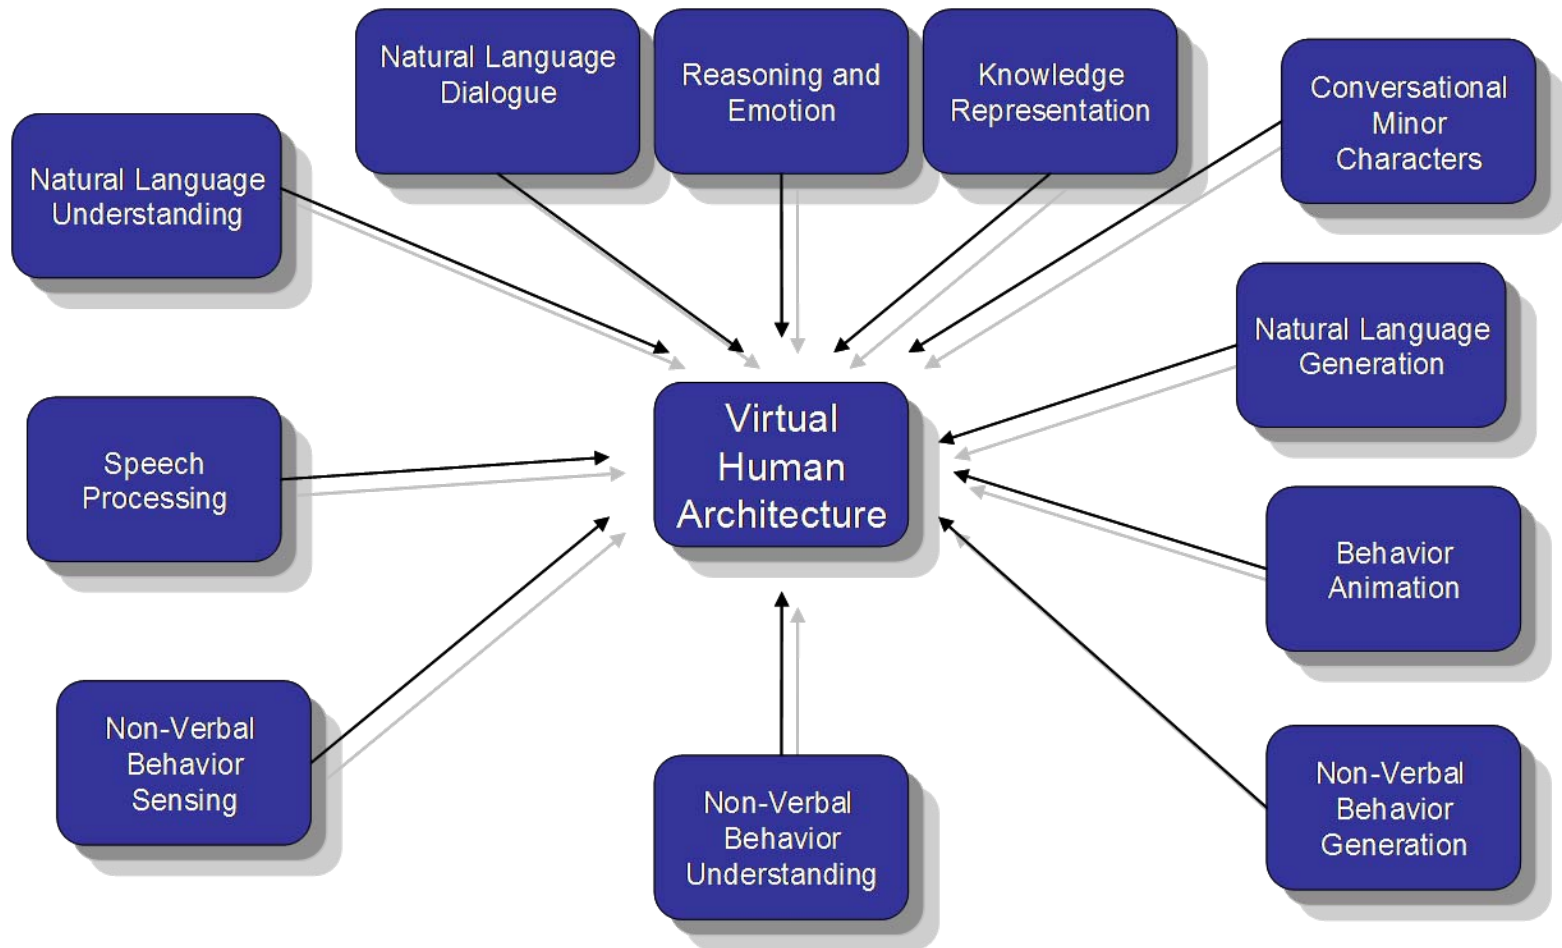 Natural Language
Dialogue
Reasoning and
Emotion
Knowledge
Representation
Conversational
Minor
Characters
Natural Language
Understanding
Natural Language
Generation
Virtual
Human
Architecture
Speech
Processing
Behavior
Animation
Non-Verbal
Behavior
Sensing
Non-Verbal
Behavior
Understanding
Non-Verbal
Behavior
Generation